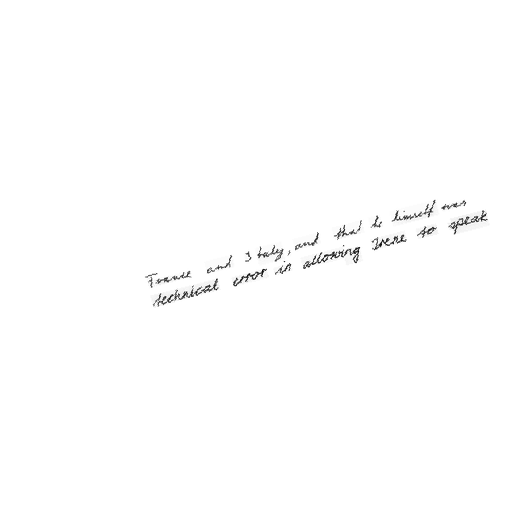 France and Italy, and that he himself was
technical error in allowing Irene to speak